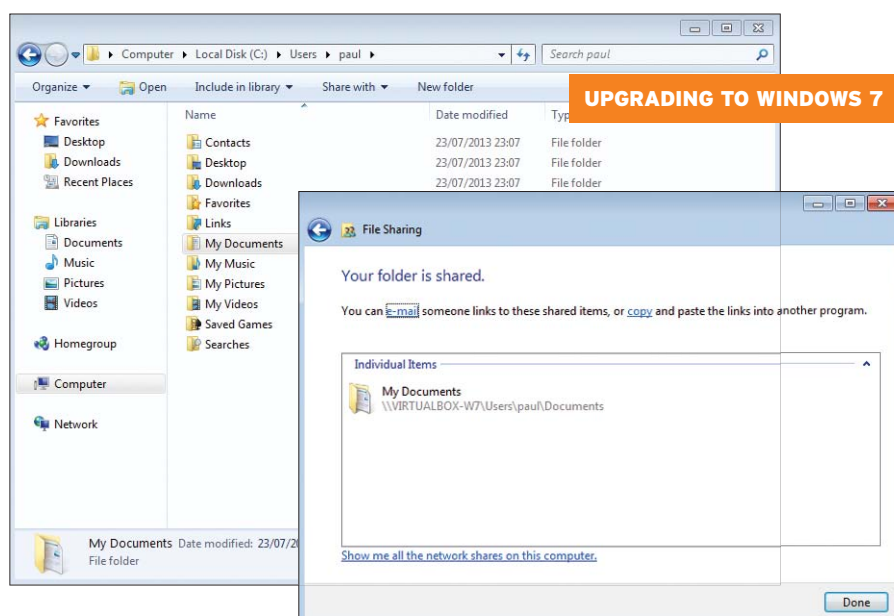 Computer ▸ Local Disk (C:) ▸ Users ▸ paul ▸
Search paul
Organize
Open
Include in library
Share with
New folder
UPGRADING TO WINDOWS 7
Name
Date modified
Favorites
Desktop
Downloads
Recent Places
Libraries
Documents
Music
Pictures
Videos
Homegroup
Computer
Network
Contacts 23/07/2013 23:07 File folder
Desktop 23/07/2013 23:07 File folder
Downloads 23/07/2013 23:07 File folder
Favorites
Links
My Documents
My Music
My Pictures
My Videos
Saved Games
Searches
My Documents Date modified: 23/07/2
File folder
File Sharing
Your folder is shared.
You can e-mail someone links to these shared items, or copy and paste the links into another program.
Individual Items
My Documents
\\VIRTUALBOX-W7\Users\paul\Documents
Show me all the network shares on this computer.
Done